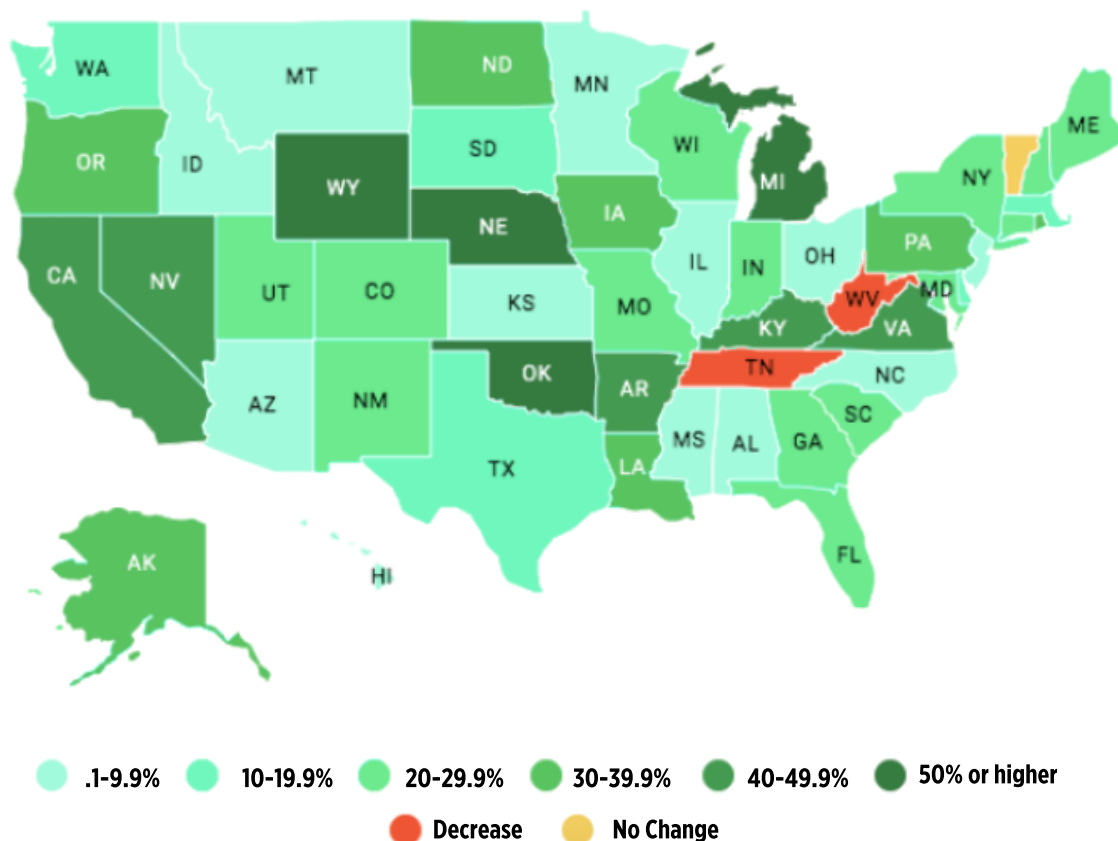 WA
MT
ND
MN
ME
OR
ID
SD
WI
NY
WY
MI
NE
IA
PA
CA
NV
UT
CO
IL
IN
OH
KS
MO
WV
MD
KY
VA
OK
TN
AZ
NM
AR
NC
MS
AL
GA
SC
TX
LA
FL
AK
HI
.1-9.9%
10-19.9%
20-29.9%
30-39.9%
40-49.9%
50% or higher
Decrease
No Change